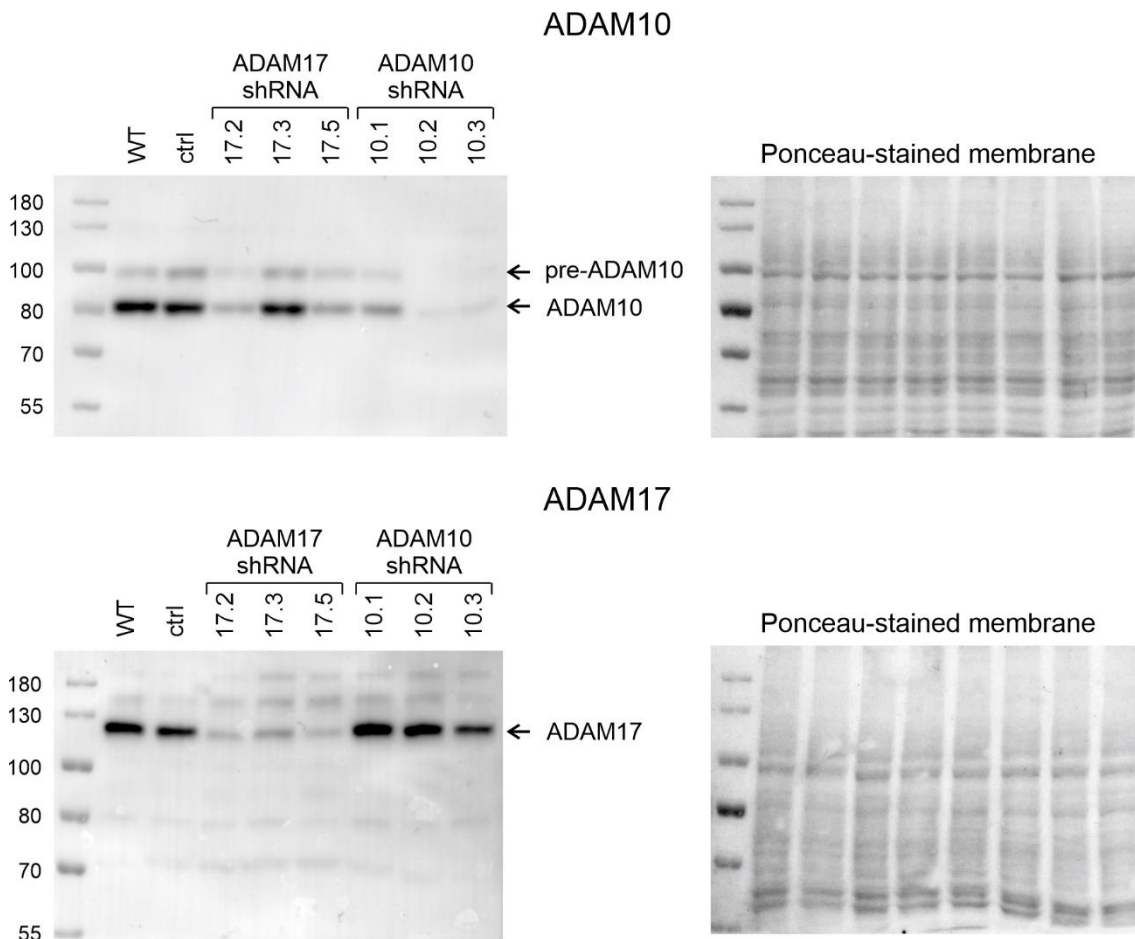 ADAM10
ADAM17
shRNA
ADAM10
shRNA
WT
ctrl
17.2
17.3
17.5
10.1
10.2
10.3
Ponceau-stained membrane
180
130
100
80
70
55
pre-ADAM10
ADAM10
ADAM17
ADAM17
shRNA
ADAM10
shRNA
WT
ctrl
17.2
17.3
17.5
10.1
10.2
10.3
Ponceau-stained membrane
180
130
100
80
70
55
ADAM17